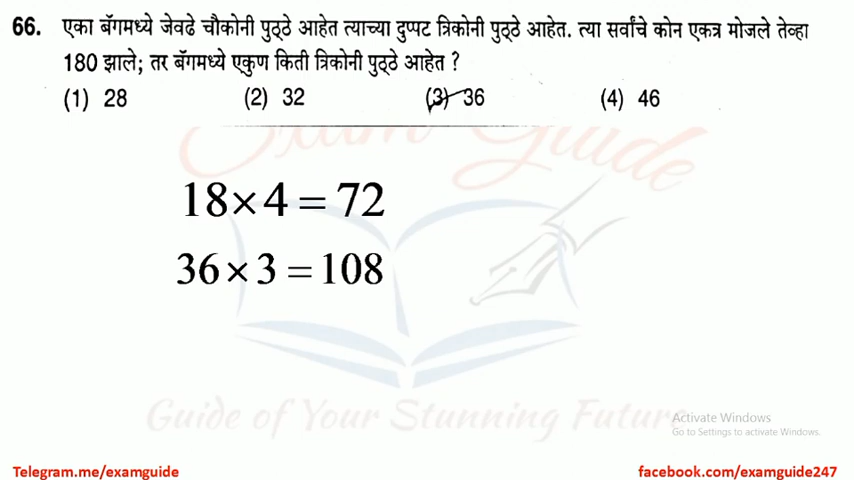 66. एका बॅगमध्ये जेवढे चौकोनी पुठ्ठे आहेत त्याच्या दुप्पट त्रिकोनी पुठ्ठे आहेत. त्या सर्वांचे कोन एकत्र मोजले तेव्हा
180 झाले; तर बॅगमध्ये एकुण किती त्रिकोनी पुठ्ठे आहेत ?
(1) 28 (2) 32 (3) 36 (4) 46
Exam Guide
18×4=72
36×3=108
Guide of Your Stunning Future
Activate Windows
Go to Settings to activate Windows.
Telegram.me/examguide facebook.com/examguide247